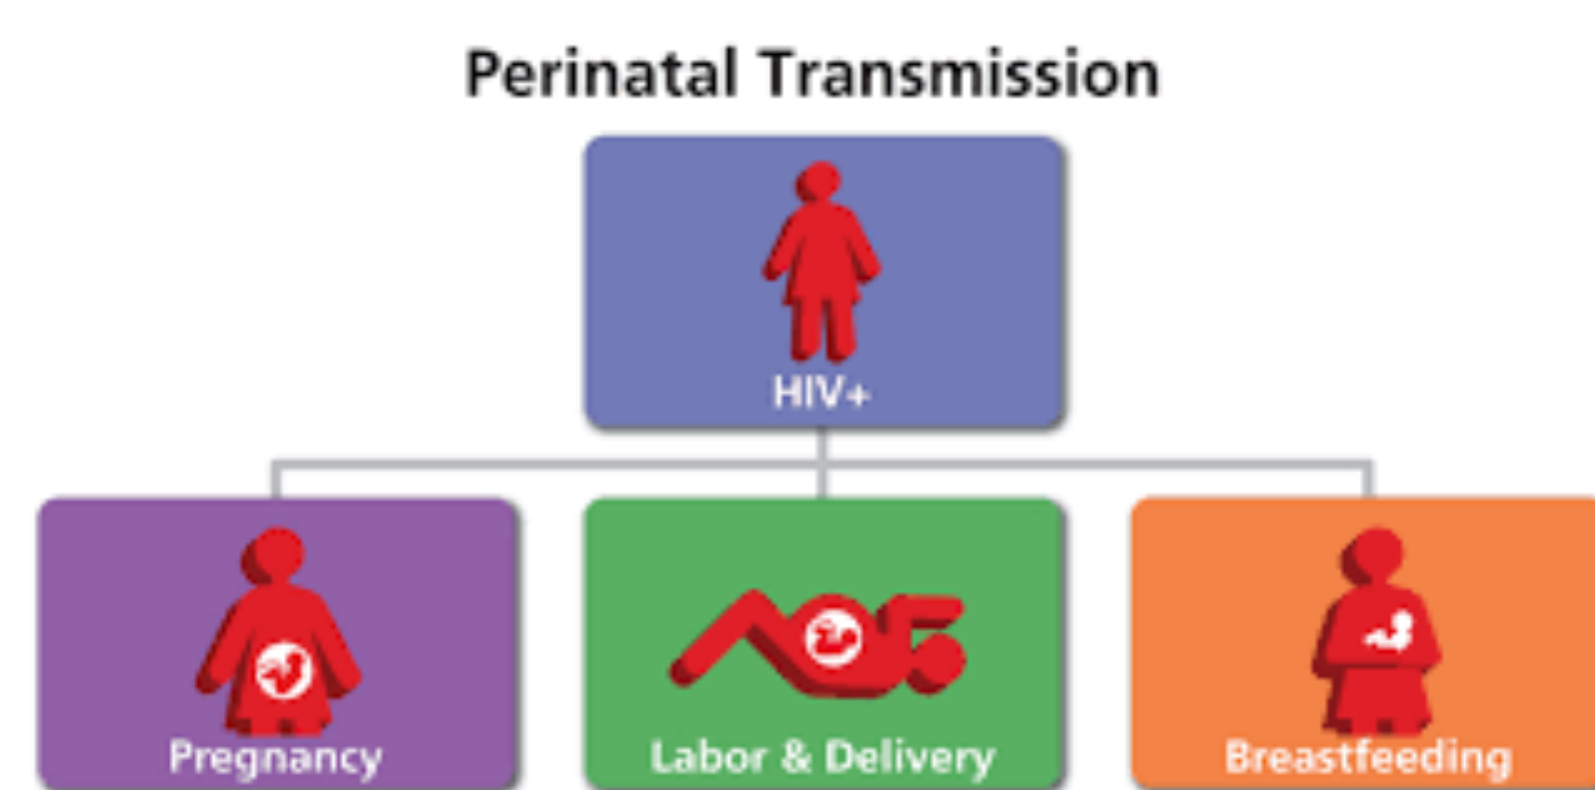 Perinatal Transmission
HIV+
Pregnancy
Labor & Delivery
Breastfeeding